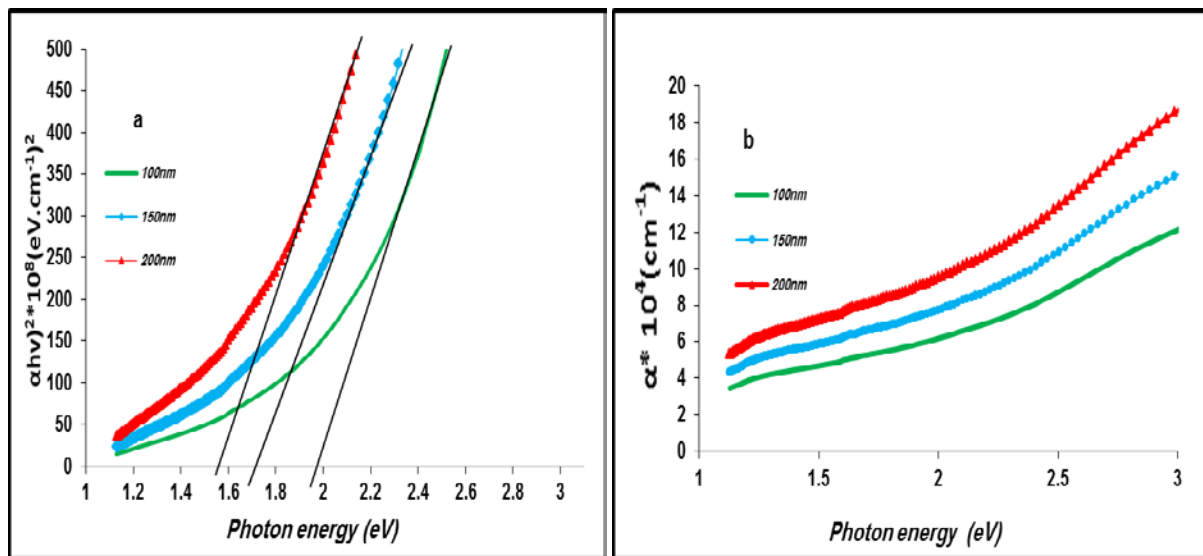 a
αhν)²*10⁸(eV.cm⁻¹)²
500
450
400
350
300
250
200
150
100
50
0
100nm
150nm
200nm
1 1.2 1.4 1.6 1.8 2 2.2 2.4 2.6 2.8 3
Photon energy (eV)
b
α* 10⁴(cm⁻¹)
20
18
16
14
12
10
8
6
4
2
0
100nm
150nm
200nm
1 1.5 2 2.5 3
Photon energy (eV)